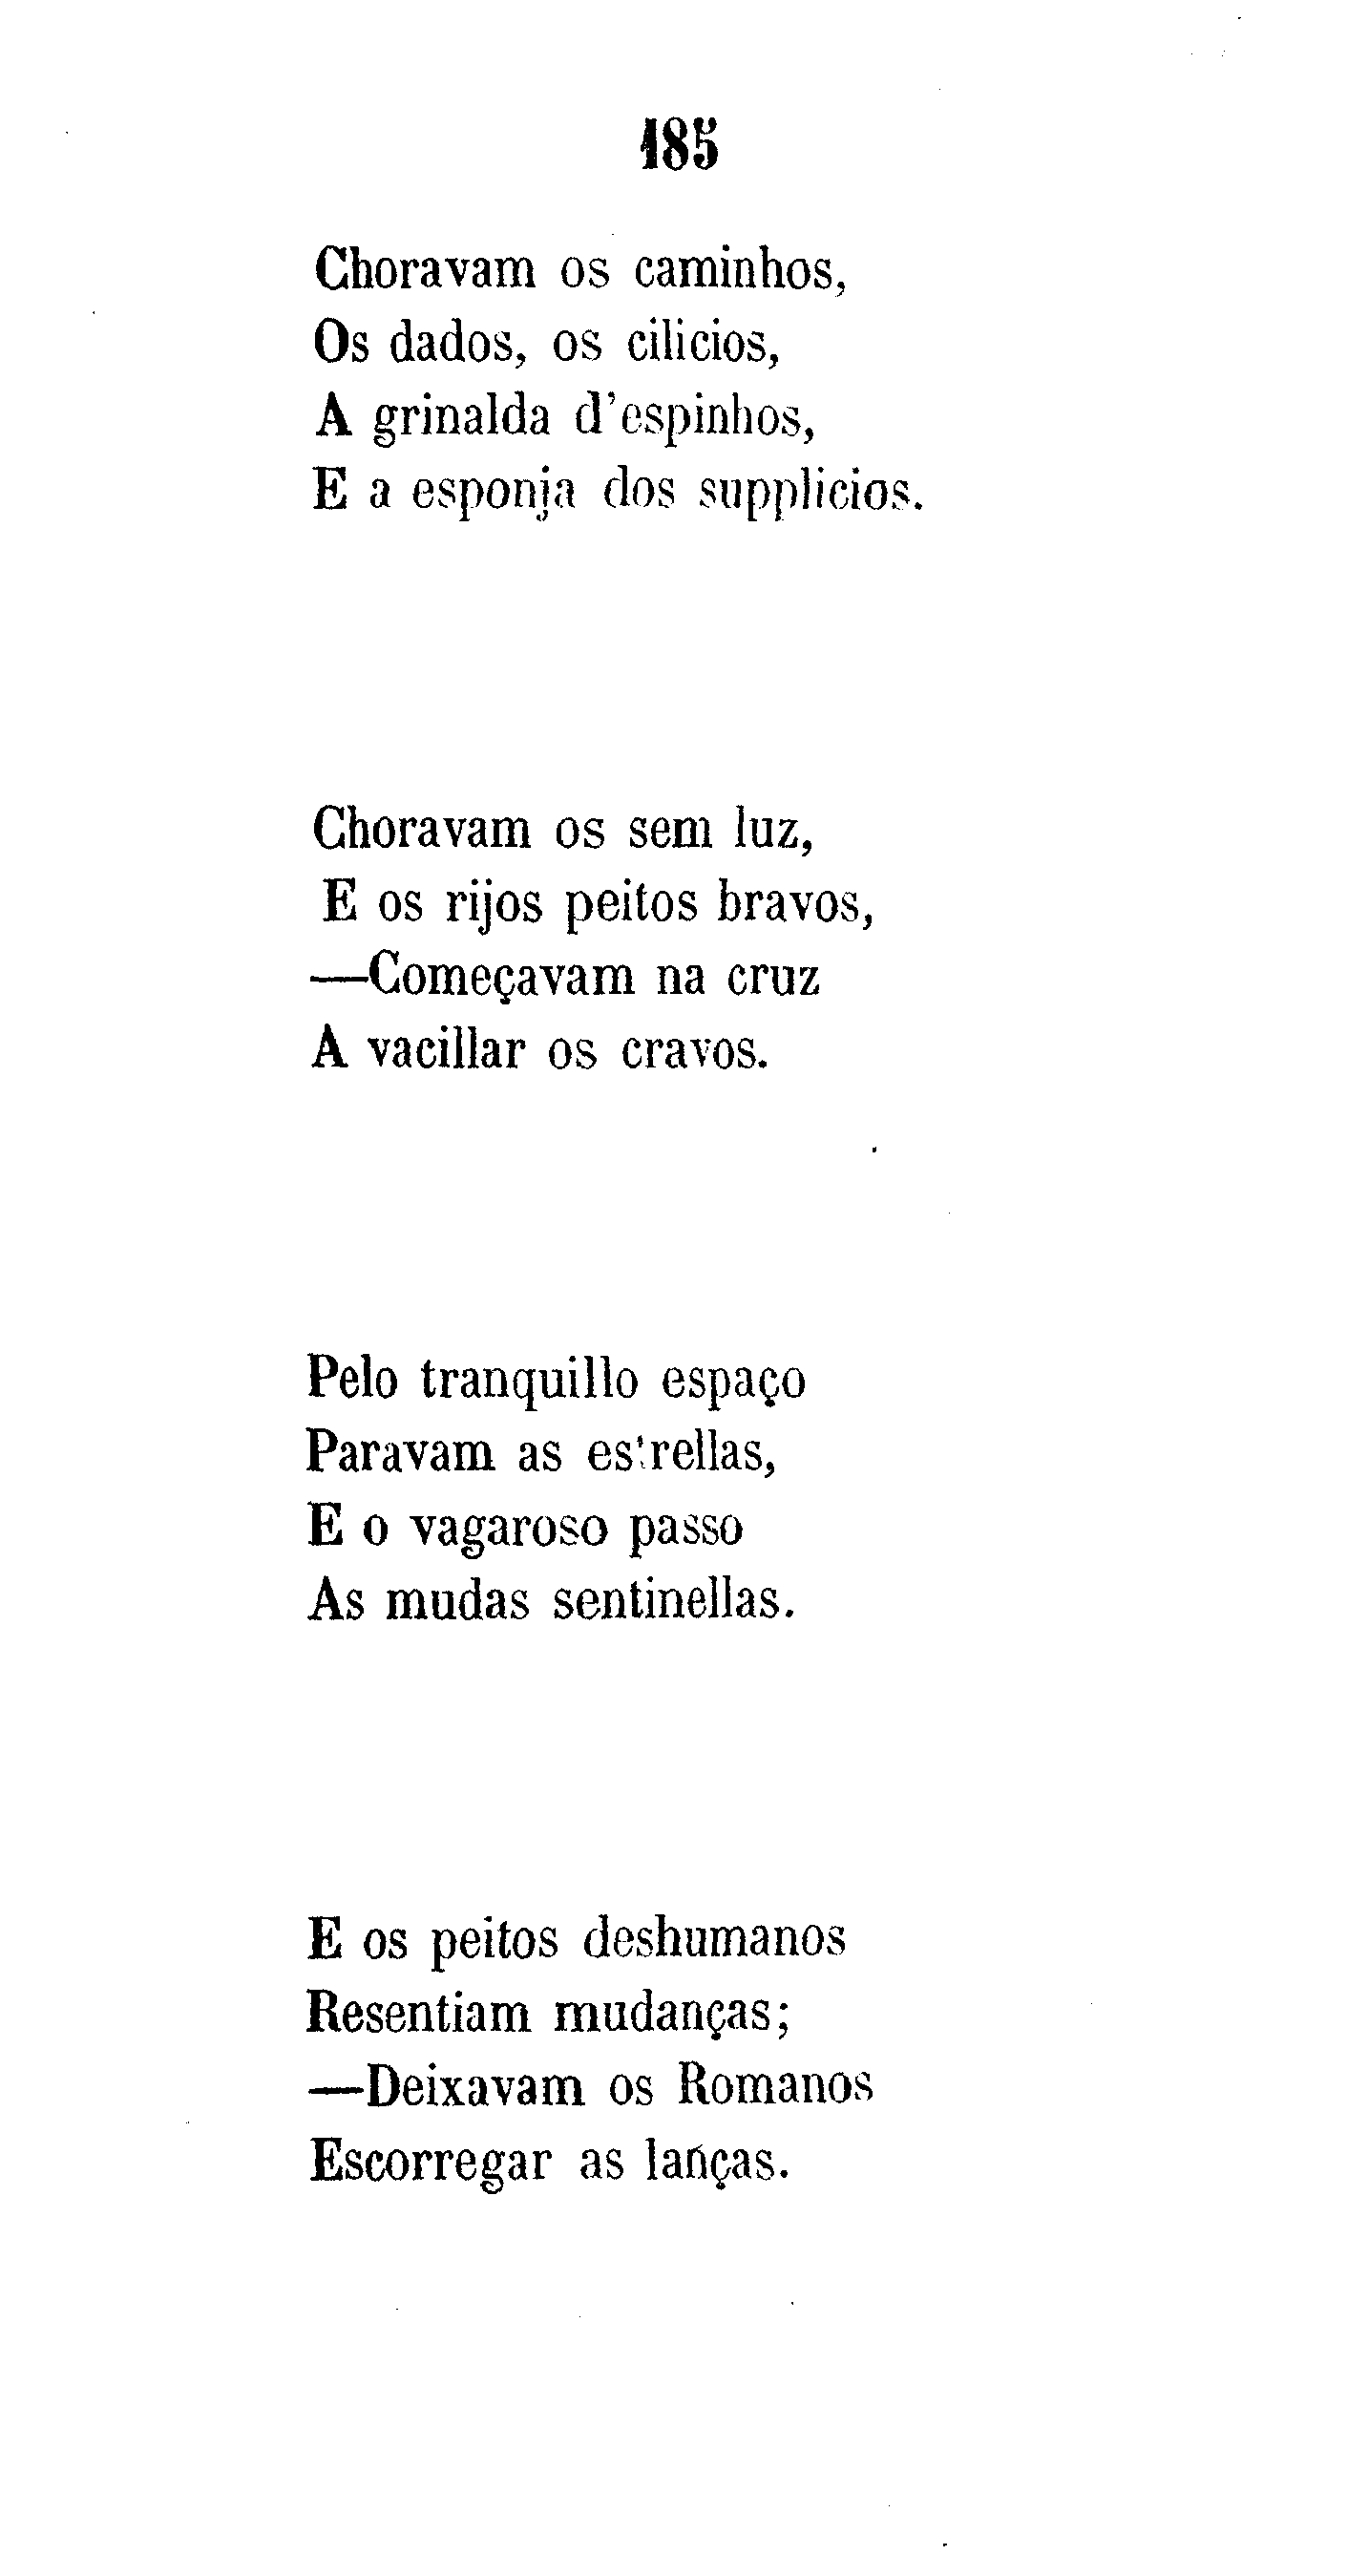 185
Choravam os caminhos,
Os dados, os cilicios,
A grinalda d'espinhos,
E a esponja dos supplicios.
Choravam os sem luz,
E os rijos peitos bravos,
—Começavam na cruz
A vacillar os cravos.
Pelo tranquillo espaço
Paravam as estrellas,
E o vagaroso passo
As mudas sentinellas.
E os peitos deshumanos
Resentiam mudanças;
—Deixavam os Romanos
Escorregar as lanças.